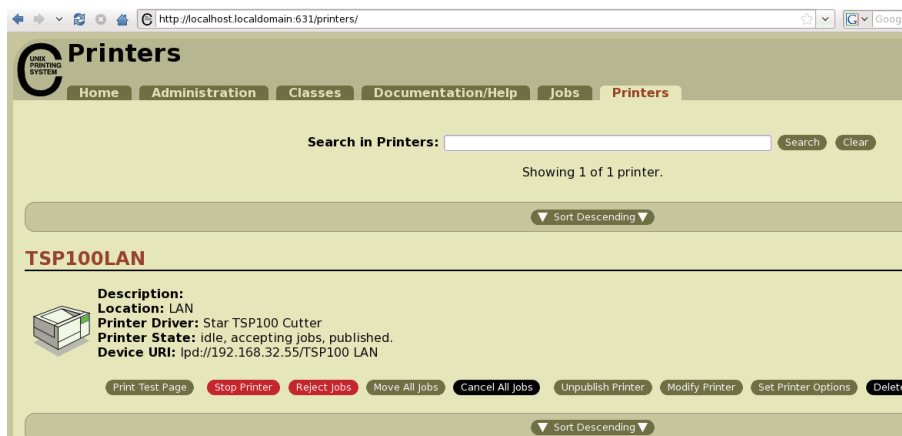 http://localhost.localdomain:631/printers/
G Goog
UNIX
PRINTING
SYSTEM
Printers
Home Administration Classes Documentation/Help Jobs Printers
Search in Printers: Search Clear
Showing 1 of 1 printer.
▼ Sort Descending ▼
TSP100LAN
Description:
Location: LAN
Printer Driver: Star TSP100 Cutter
Printer State: idle, accepting jobs, published.
Device URI: lpd://192.168.32.55/TSP100 LAN
Print Test Page Stop Printer Reject Jobs Move All Jobs Cancel All Jobs Unpublish Printer Modify Printer Set Printer Options Delete
▼ Sort Descending ▼